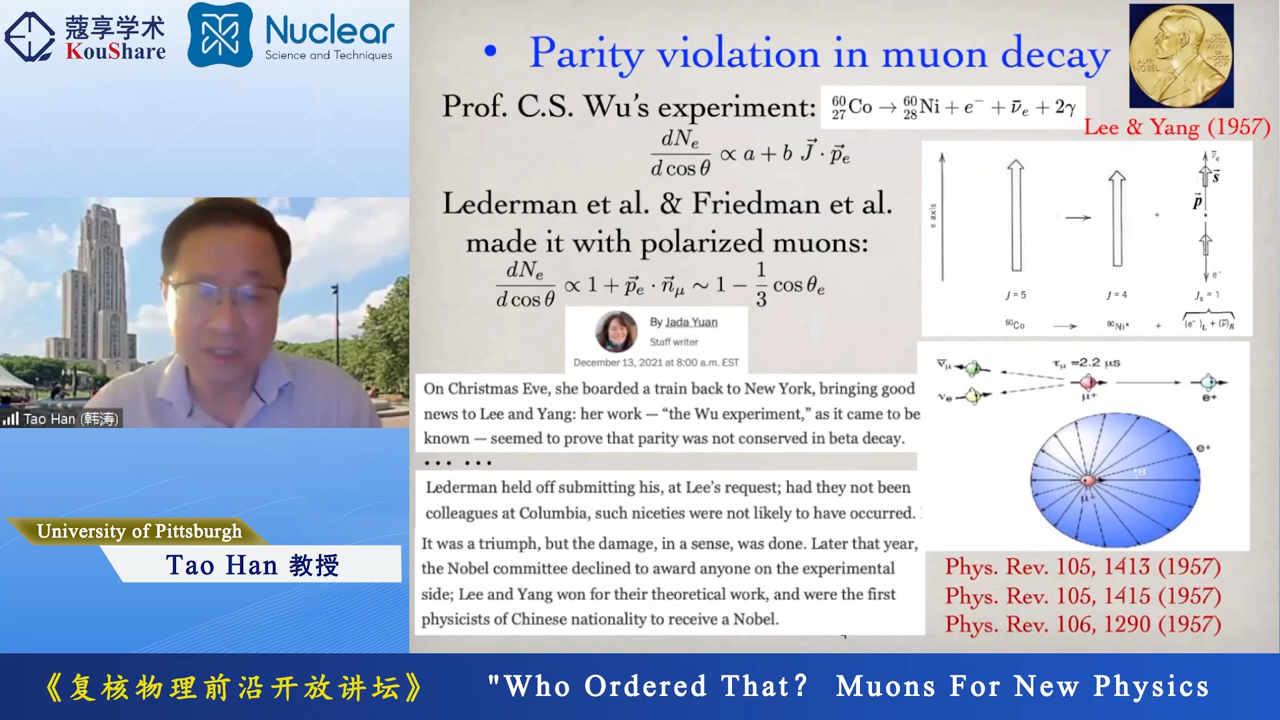 蔻享学术
KouShare
Nuclear
Science and Techniques
• Parity violation in muon decay
Prof. C.S. Wu's experiment:
⁶⁰₂₇Co → ⁶⁰₂₈Ni + e⁻ + ν̄ₑ + 2γ
Lee & Yang (1957)
dNₑ/d cos θ ∝ a + b J⃗ · p⃗ₑ
Lederman et al. & Friedman et al.
made it with polarized muons:
dNₑ/d cos θ ∝ 1 + p⃗ₑ · n⃗μ ∼ 1 − 1/3 cos θₑ
By Jada Yuan
Staff writer
December 13, 2021 at 8:00 a.m. EST
On Christmas Eve, she boarded a train back to New York, bringing good
news to Lee and Yang: her work — “the Wu experiment,” as it came to be
known — seemed to prove that parity was not conserved in beta decay.
... ...
Lederman held off submitting his, at Lee's request; had they not been
colleagues at Columbia, such niceties were not likely to have occurred.
It was a triumph, but the damage, in a sense, was done. Later that year,
the Nobel committee declined to award anyone on the experimental
side; Lee and Yang won for their theoretical work, and were the first
physicists of Chinese nationality to receive a Nobel.
ν̄ₑ
s⃗
p⃗
e⁻
J = 5
J = 4
J_z = 1
⁶⁰Co → ⁶⁰Ni* + (e⁻)L + (ν̄)R
ν̄μ
τμ =2.2 μs
νe
μ+
e+
e+
μ+
Phys. Rev. 105, 1413 (1957)
Phys. Rev. 105, 1415 (1957)
Phys. Rev. 106, 1290 (1957)
Tao Han (韩涛)
University of Pittsburgh
Tao Han 教授
《复核物理前沿开放讲坛》
"Who Ordered That? Muons For New Physics